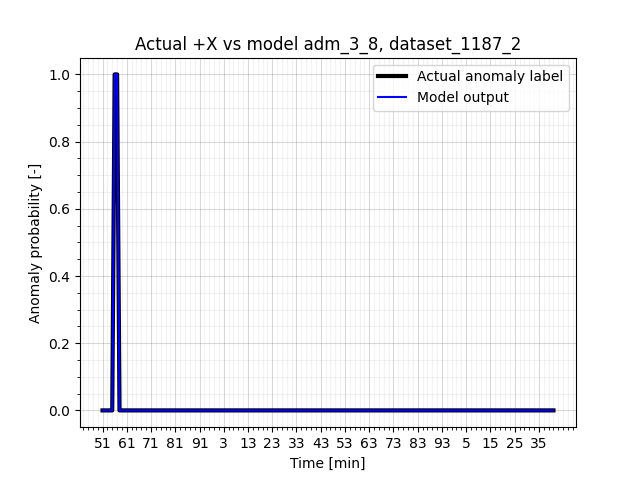 Actual +X vs model adm_3_8, dataset_1187_2
Actual anomaly label
Model output
Anomaly probability [-]
1.0
0.8
0.6
0.4
0.2
0.0
51 61 71 81 91 3 13 23 33 43 53 63 73 83 93 5 15 25 35
Time [min]